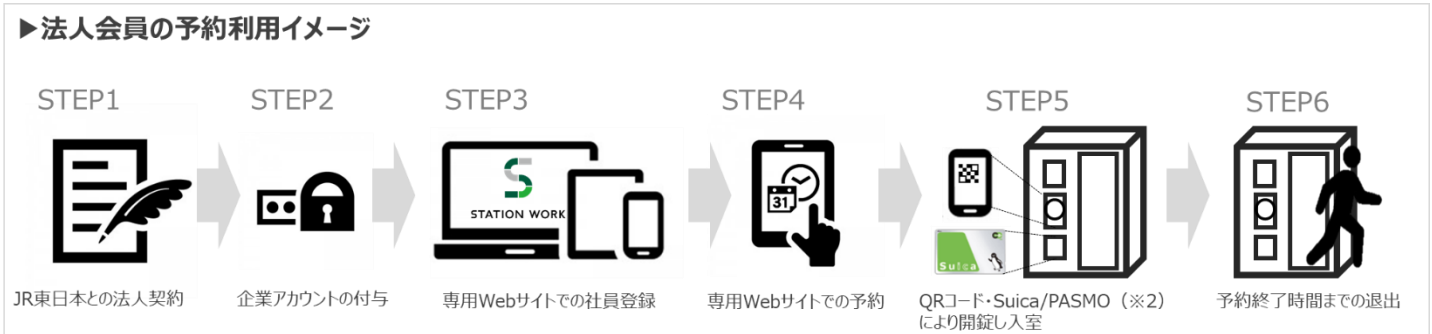 ▶法人会員の予約利用イメージ
STEP1
STEP2
STEP3
STEP4
STEP5
STEP6
STATION WORK
31
Suica
JR東日本との法人契約
企業アカウントの付与
専用Webサイトでの社員登録
専用Webサイトでの予約
QRコード・Suica/PASMO（※2）
により開錠し入室
予約終了時間までの退出